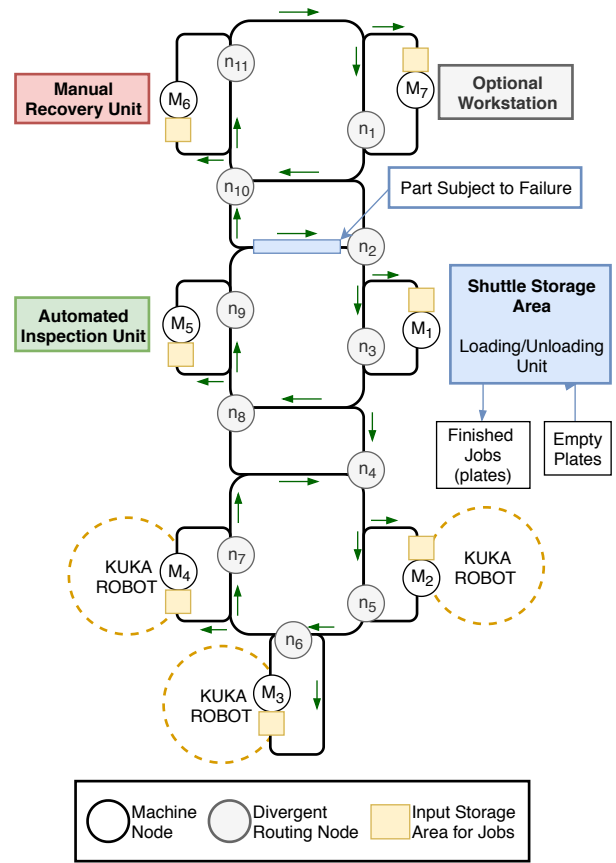 n11
M6
M7
Manual
Recovery Unit
Optional
Workstation
n1
n10
Part Subject to Failure
n2
Automated
Inspection Unit
n9
M5
M1
n3
Shuttle Storage
Area
Loading/Unloading
Unit
n8
Finished
Jobs
(plates)
Empty
Plates
n4
KUKA
ROBOT
M4
n7
M2
KUKA
ROBOT
n5
n6
KUKA
ROBOT
M3
Machine
Node
Divergent
Routing Node
Input Storage
Area for Jobs